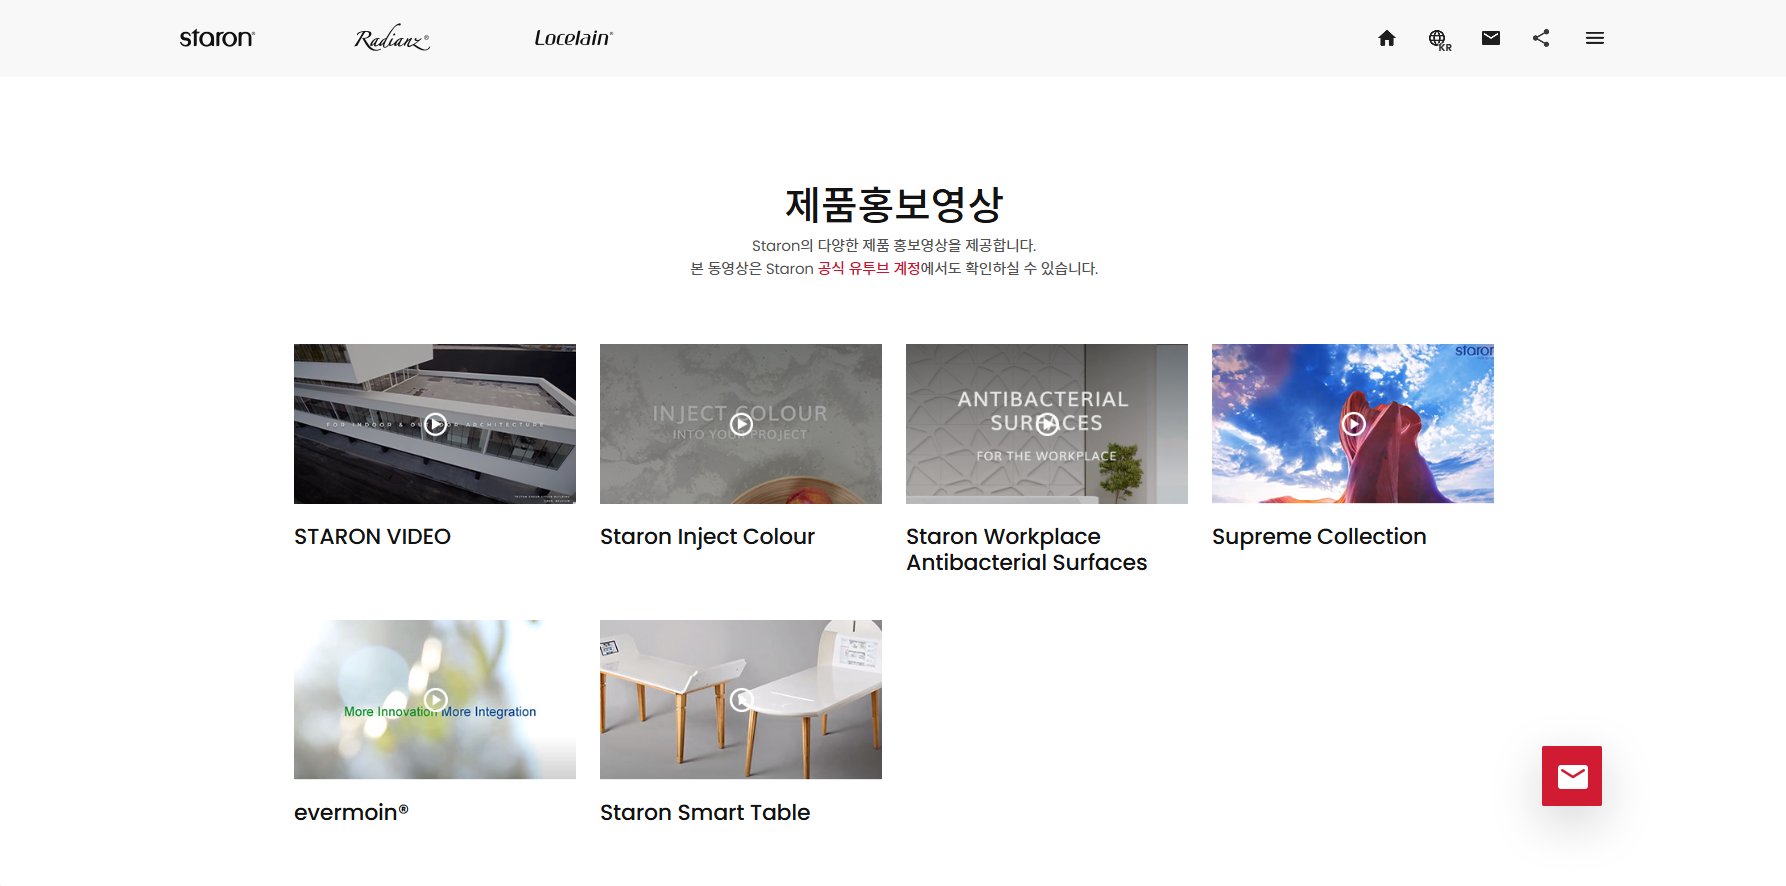 staron®
Radianz®
Locelain®
KR
제품홍보영상
Staron의 다양한 제품 홍보영상을 제공합니다.
본 동영상은 Staron 공식 유투브 계정에서도 확인하실 수 있습니다.
FOR INDOOR & OUTDOOR ARCHITECTURE
INJECT COLOUR
INTO YOUR PROJECT
ANTIBACTERIAL
SURFACES
FOR THE WORKPLACE
staron
STARON VIDEO
Staron Inject Colour
Staron Workplace
Antibacterial Surfaces
Supreme Collection
More Innovation More Integration
evermoin®
Staron Smart Table